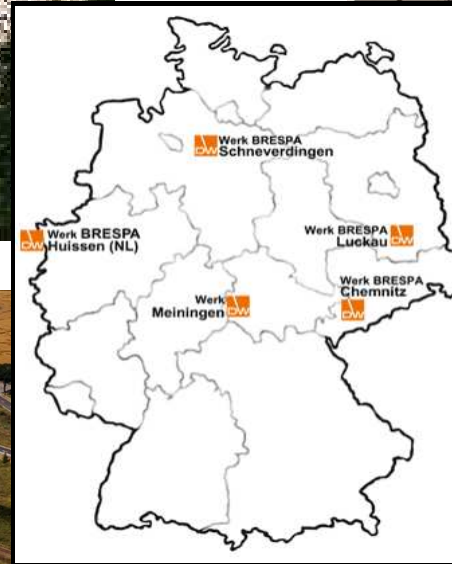 Werk BRESPA
DW Schneverdingen
DW Werk BRESPA
Huissen (NL)
Werk BRESPA
Luckau DW
Werk BRESPA
Chemnitz
DW
Werk
Meiningen DW